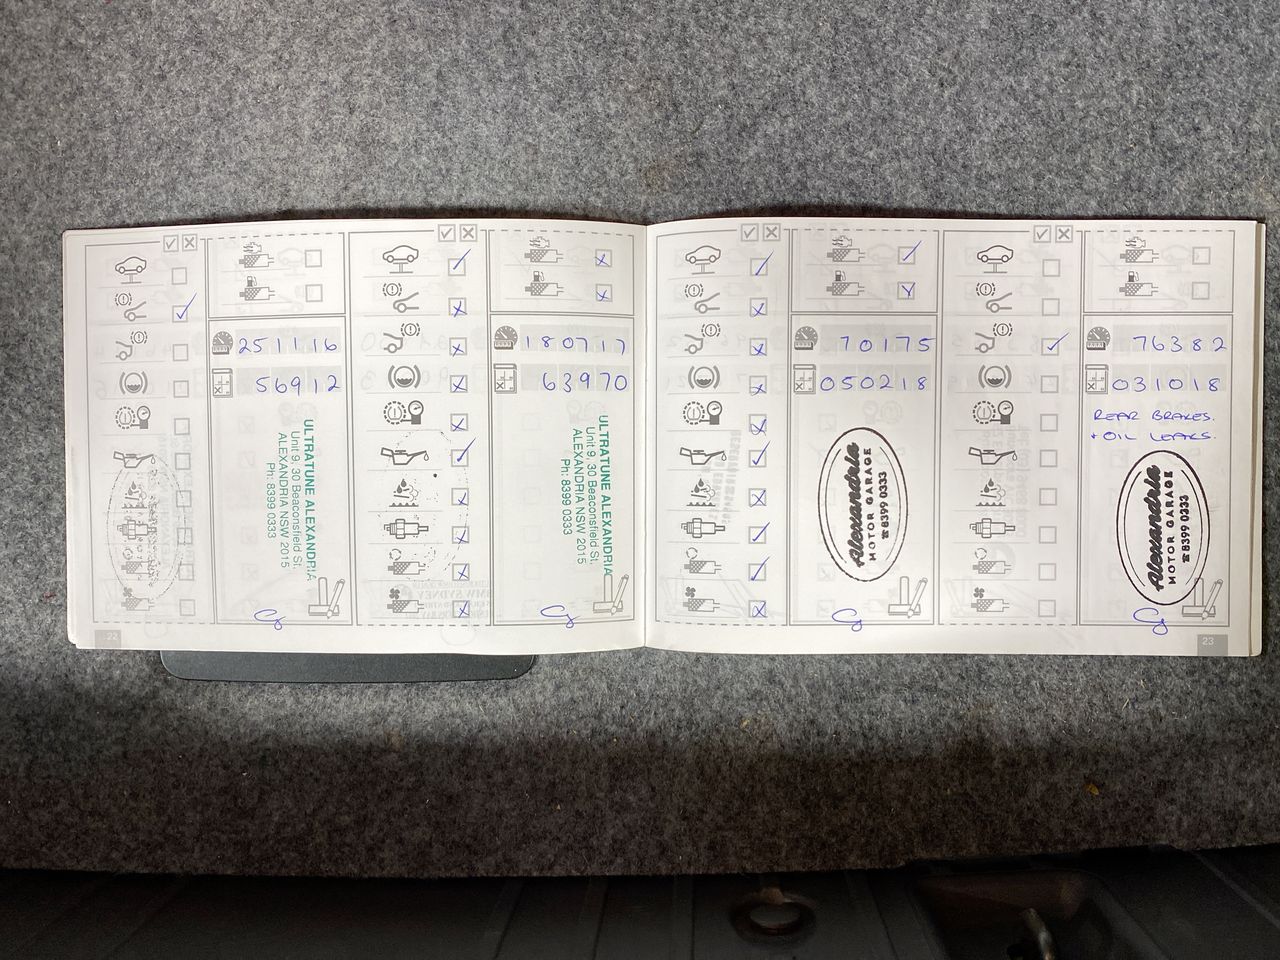 251116
56912
ULTRATUNE ALEXANDRIA
Unit 9, 30 Beaconsfield St.
ALEXANDRIA NSW 2015
Ph: 8399 0333
22
180717
63970
ULTRATUNE ALEXANDRIA
Unit 9, 30 Beaconsfield St.
ALEXANDRIA NSW 2015
Ph: 8399 0333
70175
050218
Alexandria
MOTOR GARAGE
☎ 8399 0333
76382
031018
REAR BRAKES.
+ OIL LEAKS.
Alexandria
MOTOR GARAGE
☎ 8399 0333
23